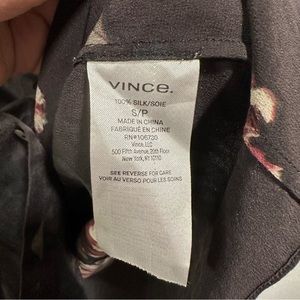 VINCE.
100% SILK/SOIE
S/P
MADE IN CHINA
FABRIQUÉ EN CHINE
RN#106730
Vince, LLC
500 Fifth Avenue, 20th Floor
New York, NY 10110
SEE REVERSE FOR CARE
VOIR AU VERSO POUR LES SOINS